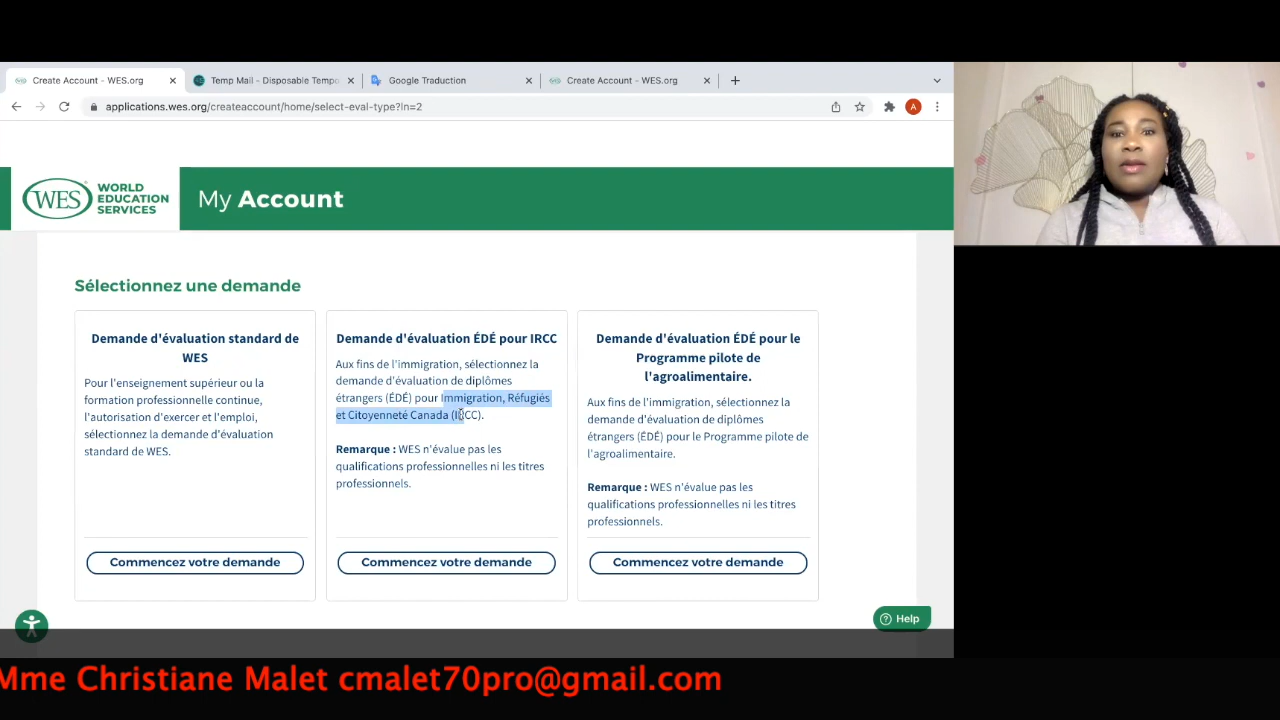 Create Account - WES.org
Temp Mail - Disposable Tempo
Google Traduction
Create Account - WES.org
applications.wes.org/createaccount/home/select-eval-type?ln=2
A
WES
WORLD
EDUCATION
SERVICES
My Account
Sélectionnez une demande
Demande d'évaluation standard de
WES
Pour l'enseignement supérieur ou la
formation professionnelle continue,
l'autorisation d'exercer et l'emploi,
sélectionnez la demande d'évaluation
standard de WES.
Commencez votre demande
Demande d'évaluation ÉDÉ pour IRCC
Aux fins de l'immigration, sélectionnez la
demande d'évaluation de diplômes
étrangers (ÉDÉ) pour Immigration, Réfugiés
et Citoyenneté Canada (IRCC).
Remarque : WES n'évalue pas les
qualifications professionnelles ni les titres
professionnels.
Commencez votre demande
Demande d'évaluation ÉDÉ pour le
Programme pilote de
l'agroalimentaire.
Aux fins de l'immigration, sélectionnez la
demande d'évaluation de diplômes
étrangers (ÉDÉ) pour le Programme pilote de
l'agroalimentaire.
Remarque : WES n'évalue pas les
qualifications professionnelles ni les titres
professionnels.
Commencez votre demande
Help
Mme Christiane Malet cmalet70pro@gmail.com